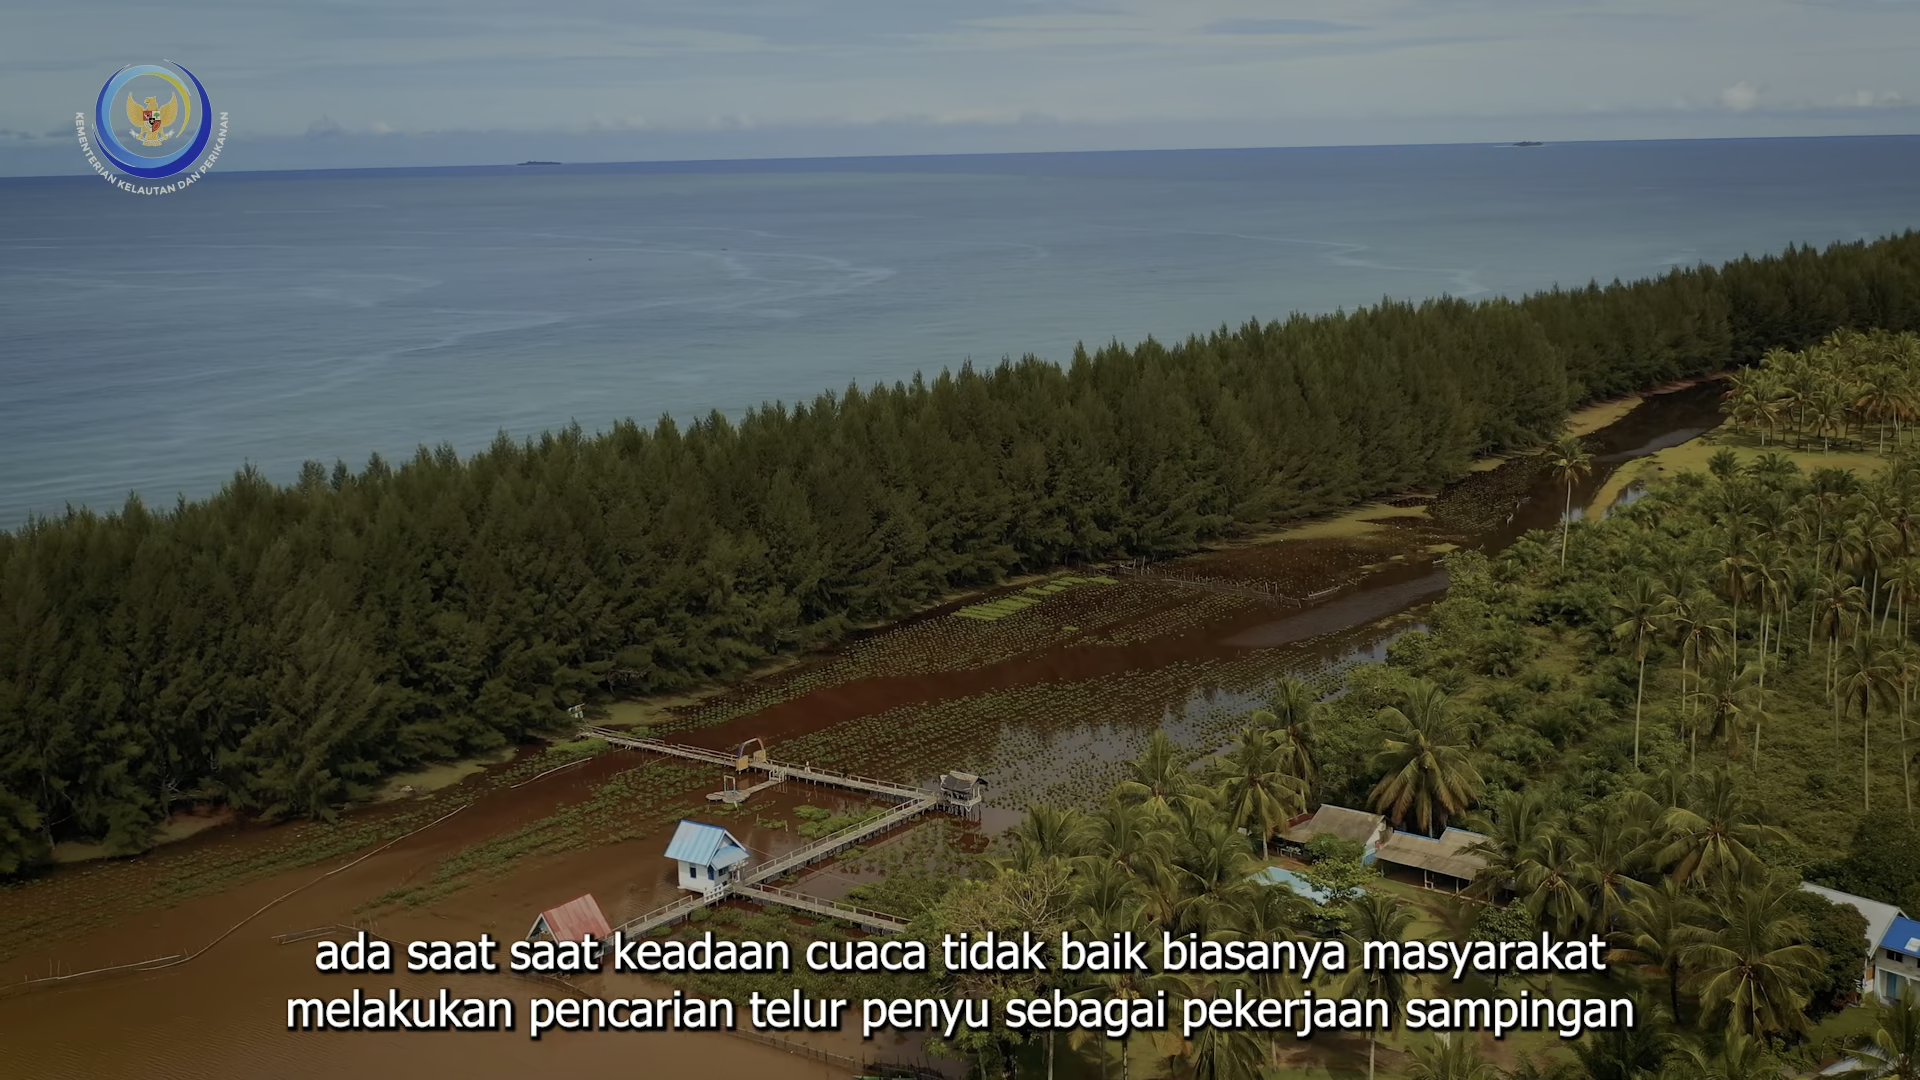 KEMENTERIAN KELAUTAN DAN PERIKANAN
ada saat saat keadaan cuaca tidak baik biasanya masyarakat
melakukan pencarian telur penyu sebagai pekerjaan sampingan